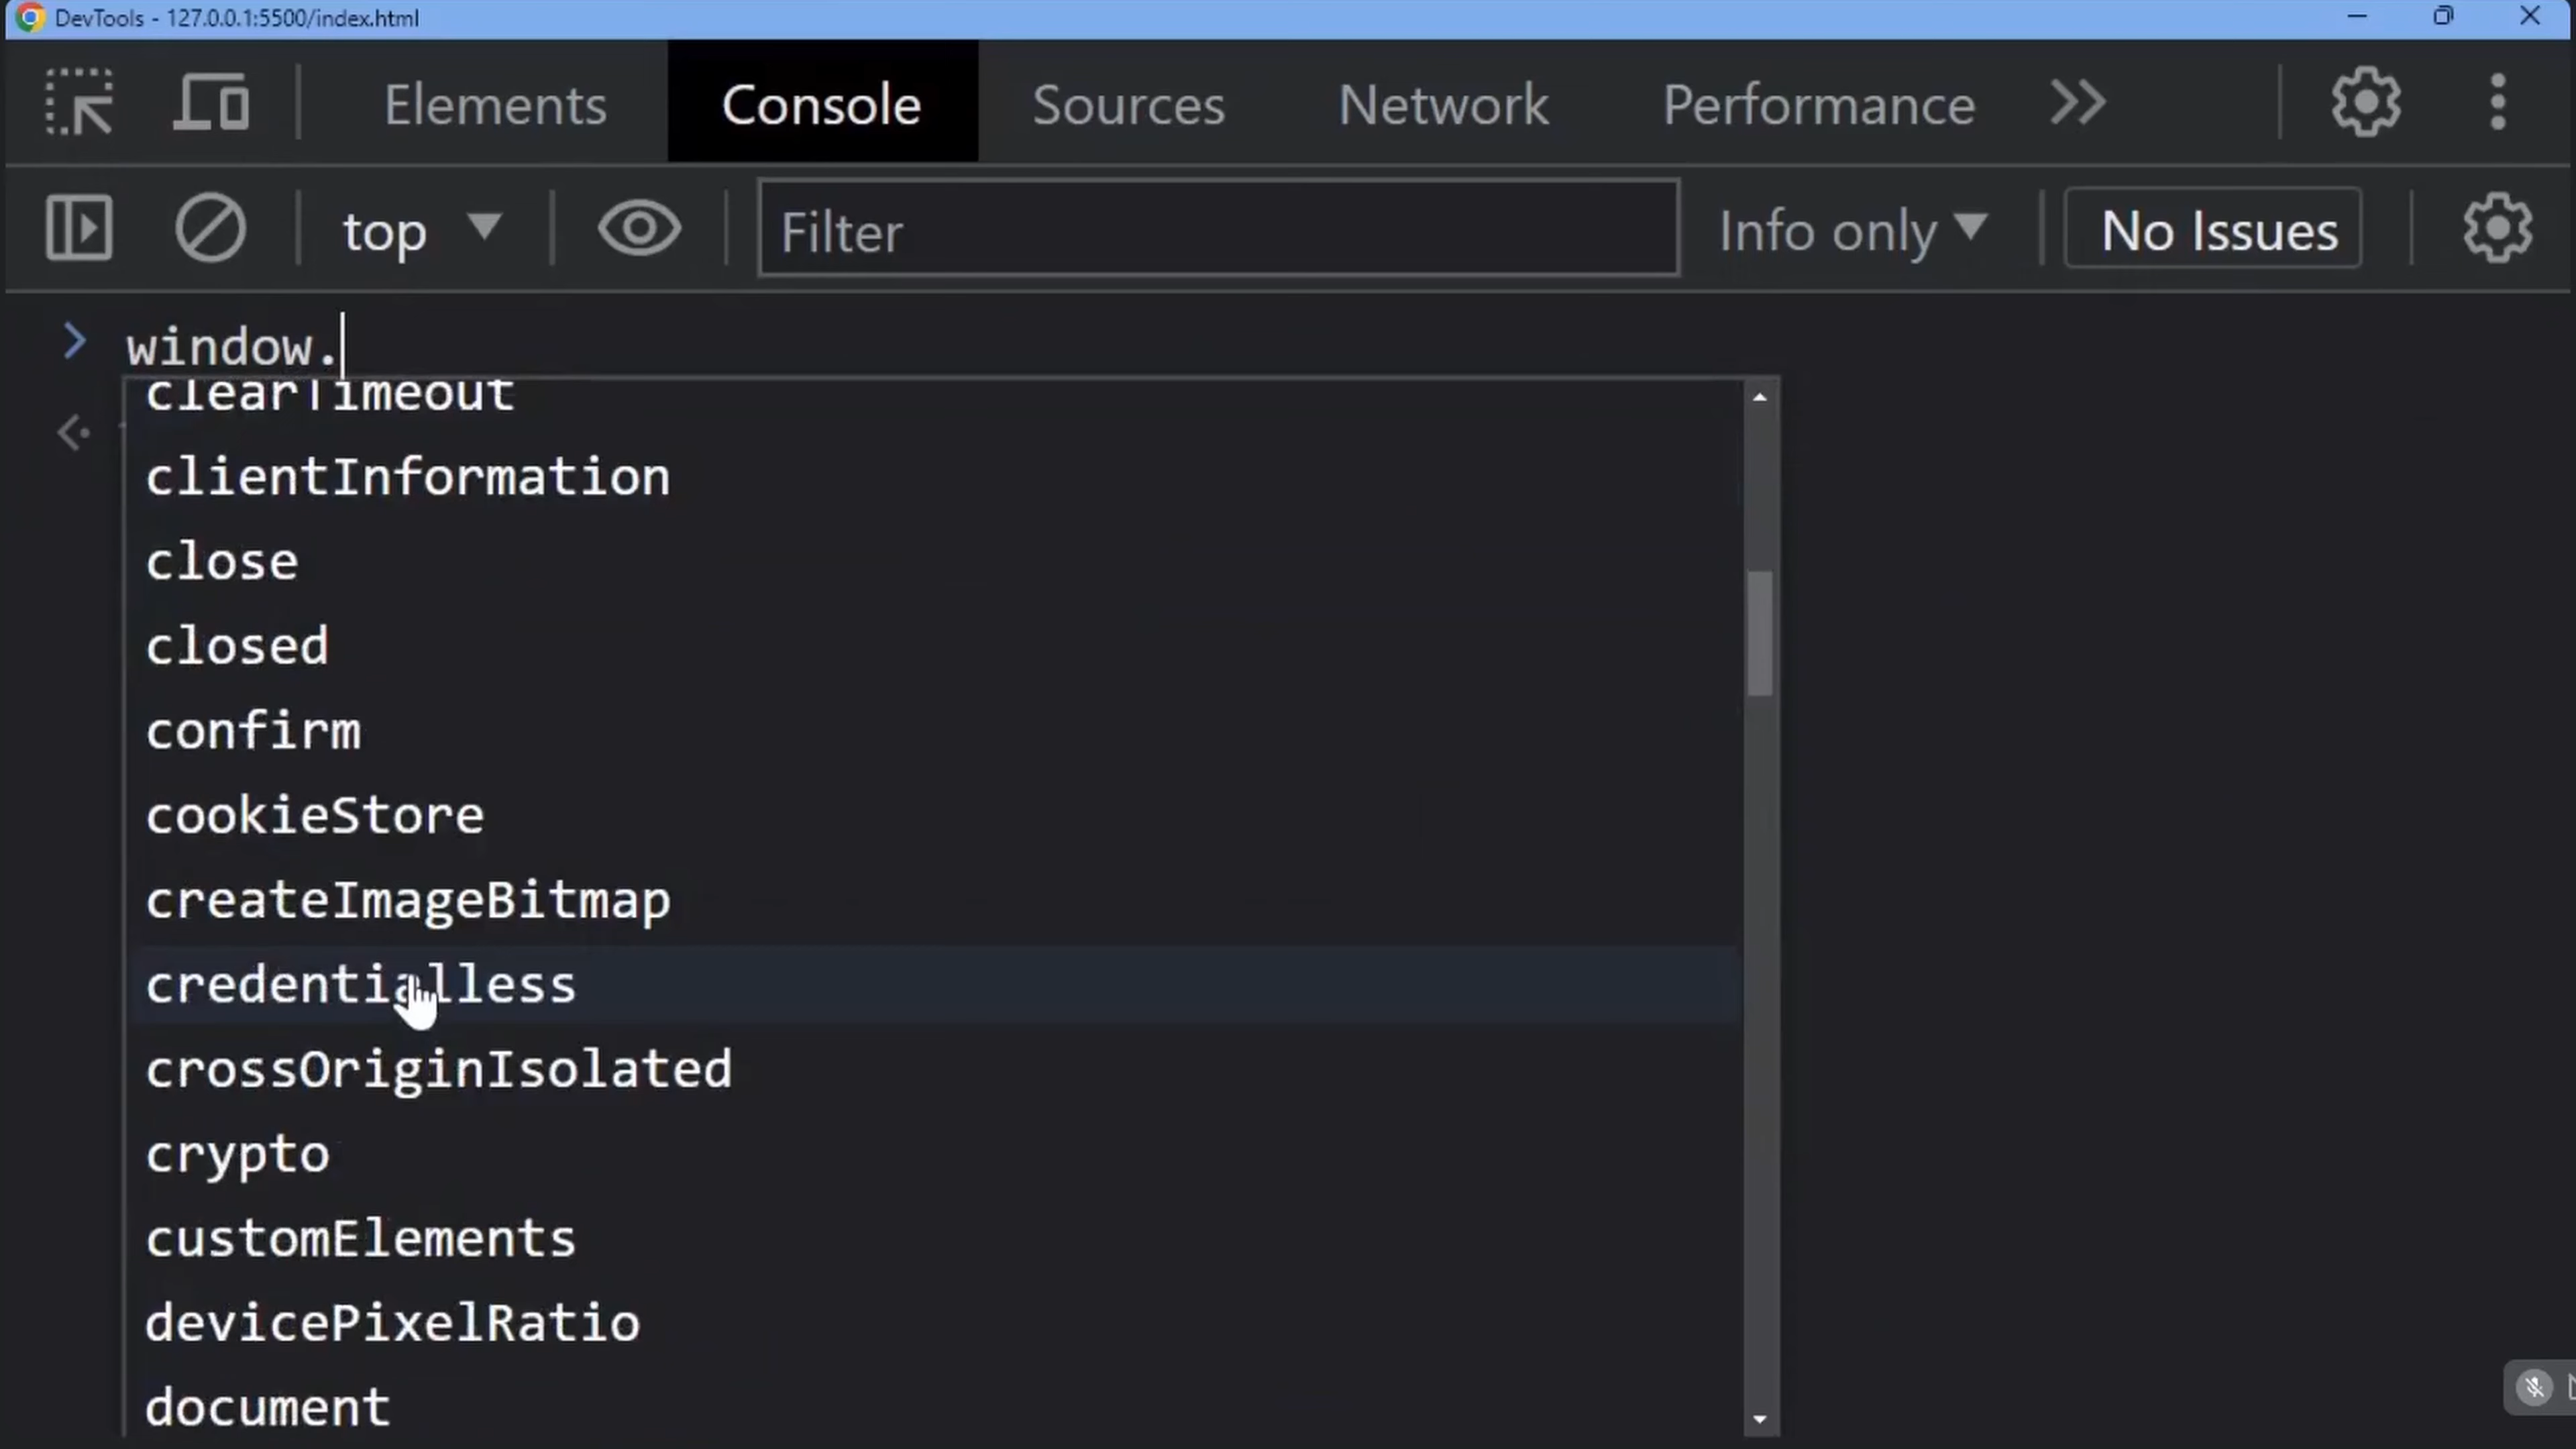 DevTools - 127.0.0.1:5500/index.html
Elements Console Sources Network Performance
top Filter Info only No Issues
window.
clearTimeout
clientInformation
close
closed
confirm
cookieStore
createImageBitmap
credentialless
crossOriginIsolated
crypto
customElements
devicePixelRatio
document